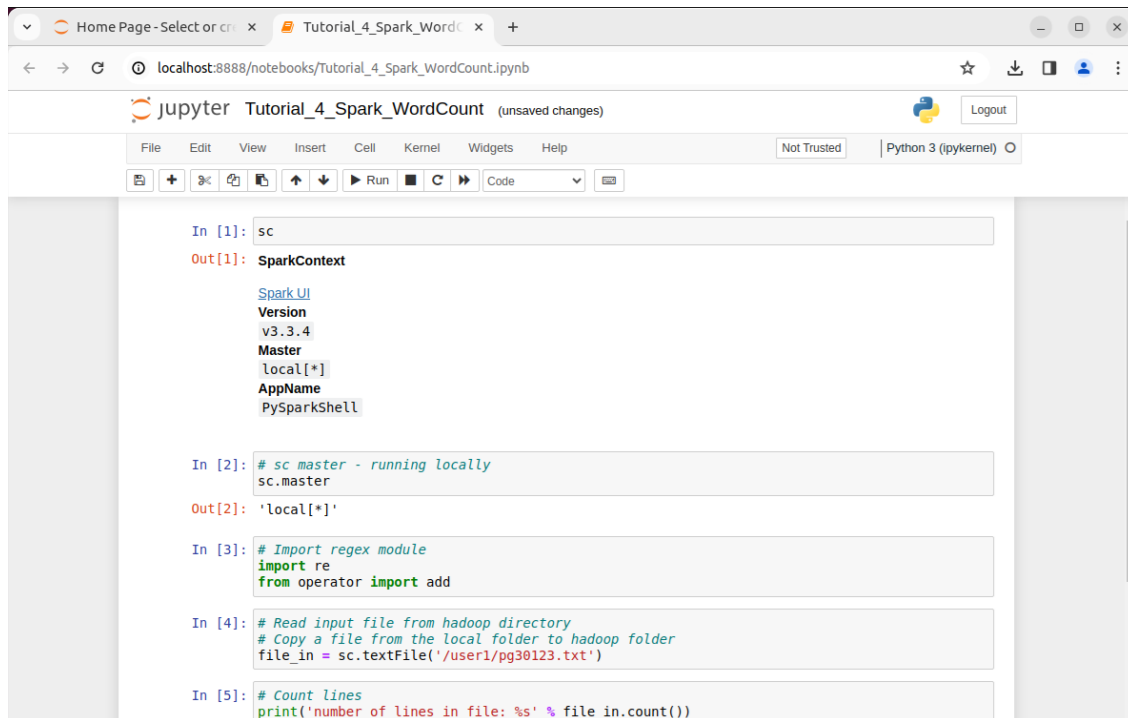 Home Page - Select or cre
Tutorial_4_Spark_WordC
localhost:8888/notebooks/Tutorial_4_Spark_WordCount.ipynb
jupyter Tutorial_4_Spark_WordCount (unsaved changes)
Logout
File Edit View Insert Cell Kernel Widgets Help
Not Trusted
Python 3 (ipykernel)
Run
Code
In [1]: sc
Out[1]: SparkContext
Spark UI
Version
v3.3.4
Master
local[*]
AppName
PySparkShell
In [2]: # sc master - running locally
sc.master
Out[2]: 'local[*]'
In [3]: # Import regex module
import re
from operator import add
In [4]: # Read input file from hadoop directory
# Copy a file from the local folder to hadoop folder
file_in = sc.textFile('/user1/pg30123.txt')
In [5]: # Count lines
print('number of lines in file: %s' % file_in.count())